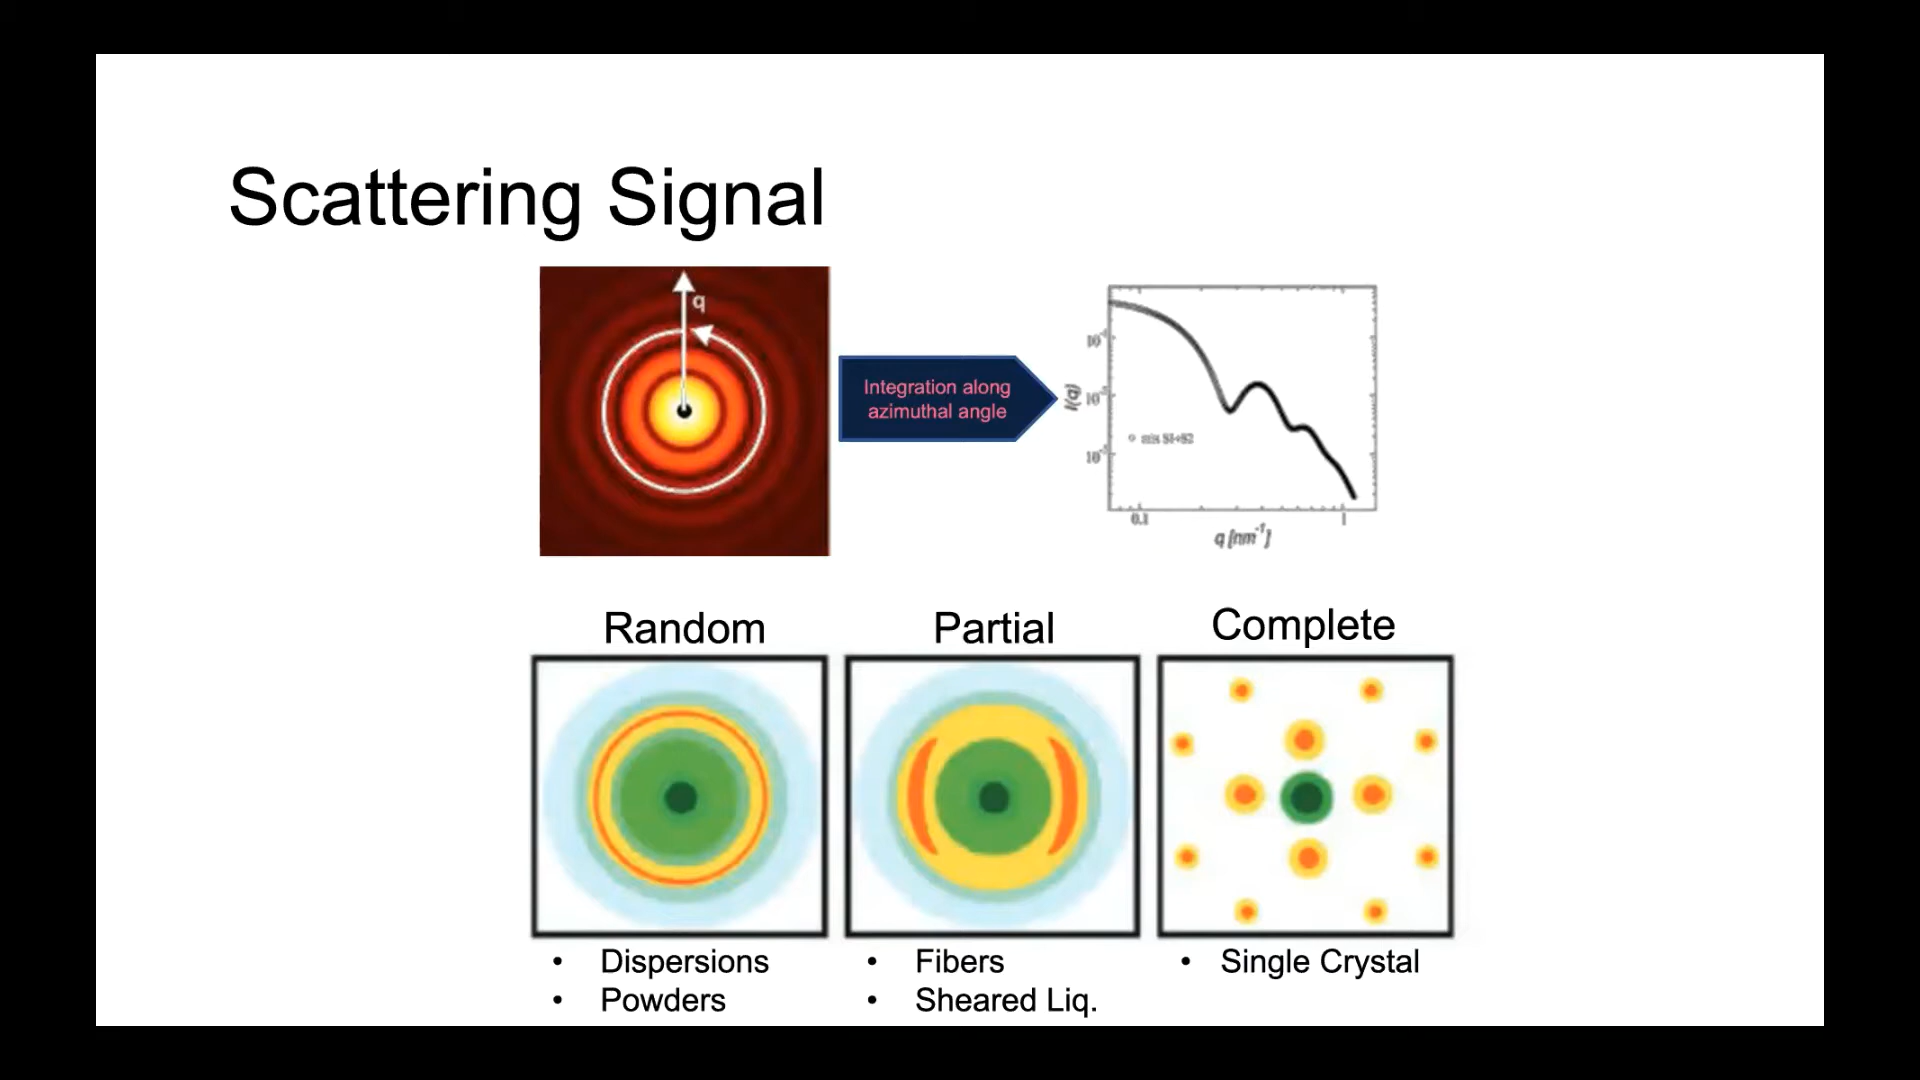 Scattering Signal
q
Integration along
azimuthal angle
I(q)
0.1
1
q [nm⁻¹]
Random
Partial
Complete
• Dispersions
• Powders
• Fibers
• Sheared Liq.
• Single Crystal